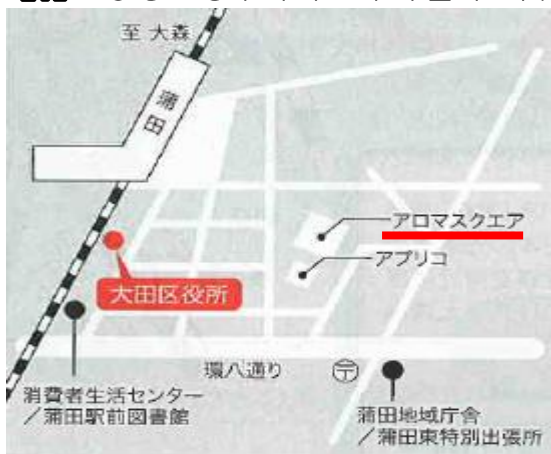 至 大森
蒲田
アロマスクエア
アプリコ
大田区役所
環八通り
〒
消費者生活センター
/蒲田駅前図書館
蒲田地域庁舎
/蒲田東特別出張所